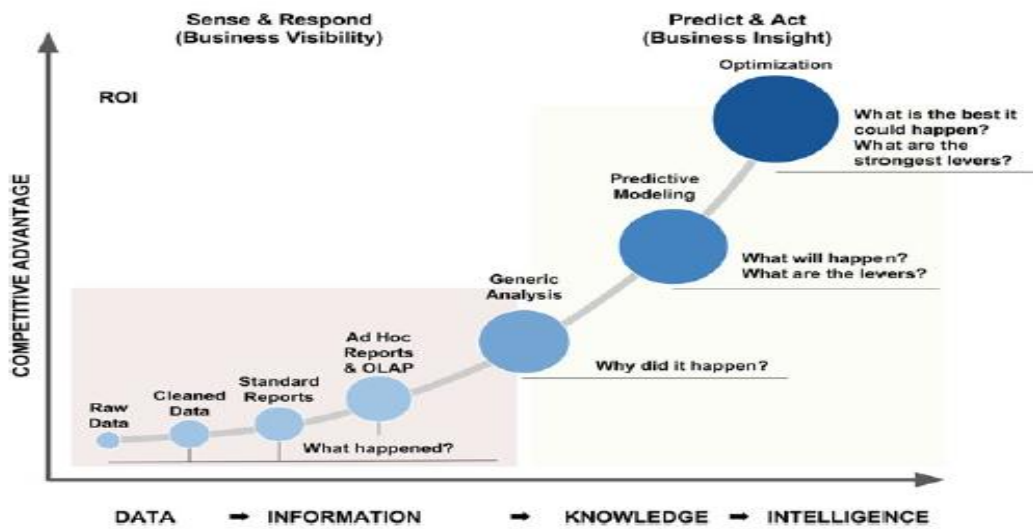 Sense & Respond
(Business Visibility)
Predict & Act
(Business Insight)
Optimization
ROI
What is the best it
could happen?
What are the
strongest levers?
Predictive
Modeling
What will happen?
What are the levers?
Generic
Analysis
Ad Hoc
Reports
& OLAP
Why did it happen?
Standard
Reports
Cleaned
Data
Raw
Data
What happened?
COMPETITIVE ADVANTAGE
DATA ➡ INFORMATION ➡ KNOWLEDGE ➡ INTELLIGENCE